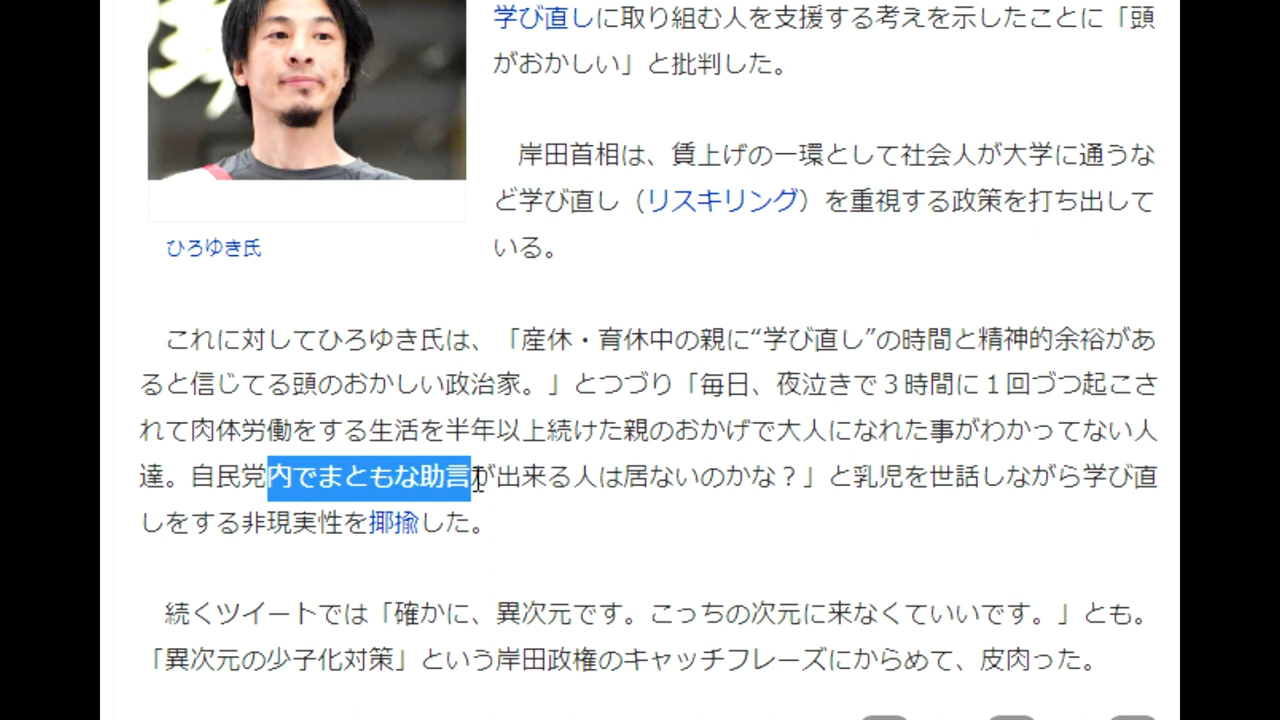 学び直しに取り組む人を支援する考えを示したことに「頭
がおかしい」と批判した。
岸田首相は、賃上げの一環として社会人が大学に通うな
ど学び直し（リスキリング）を重視する政策を打ち出して
いる。
ひろゆき氏
これに対してひろゆき氏は、「産休・育休中の親に“学び直し”の時間と精神的余裕があ
ると信じてる頭のおかしい政治家。」とつづり「毎日、夜泣きで３時間に１回づつ起こさ
れて肉体労働をする生活を半年以上続けた親のおかげで大人になれた事がわかってない人
達。自民党内でまともな助言が出来る人は居ないのかな？」と乳児を世話しながら学び直
しをする非現実性を揶揄した。
続くツイートでは「確かに、異次元です。こっちの次元に来なくていいです。」とも。
「異次元の少子化対策」という岸田政権のキャッチフレーズにからめて、皮肉った。